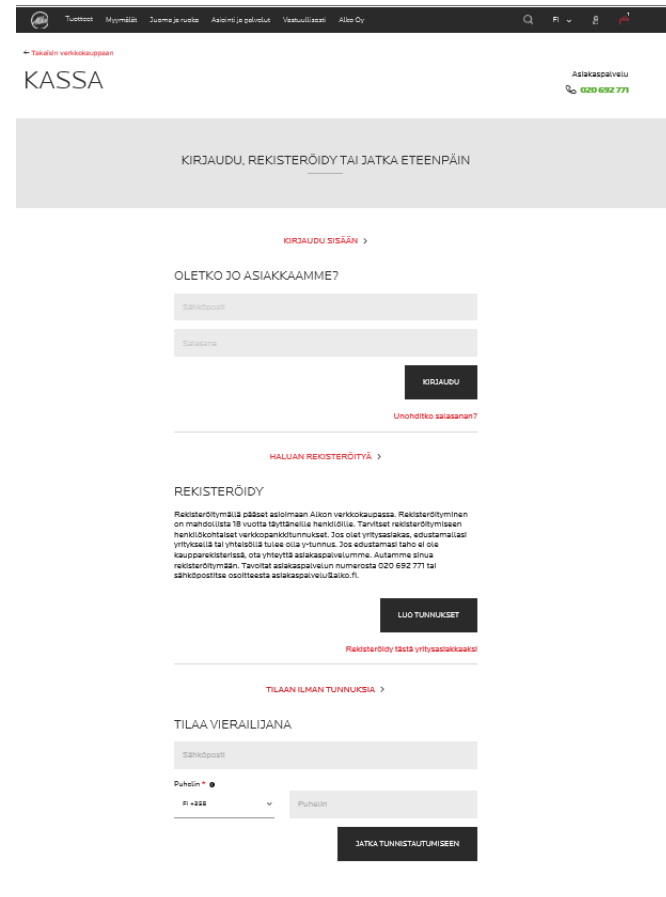 Tuotteet Myymälät Juoma ja ruoka Asiointi ja palvelut Vastuullisesti Alko Oy FI 1
← Takaisin verkkokauppaan
KASSA
Asiakaspalvelu
020 692 771
KIRJAUDU, REKISTERÖIDY TAI JATKA ETEENPÄIN
KIRJAUDU SISÄÄN >
OLETKO JO ASIAKKAAMME?
Sähköposti
Salasana
KIRJAUDU
Unohditko salasanan?
HALUAN REKISTERÖITYÄ >
REKISTERÖIDY
Rekisteröitymällä pääset asioimaan Alkon verkkokaupassa. Rekisteröityminen
on mahdollista 18 vuotta täyttäneille henkilöille. Tarvitset rekisteröitymiseen
henkilökohtaiset verkkopankkitunnukset. Jos olet yritysasiakas, edustamallasi
yrityksellä tai yhteisöllä tulee olla y-tunnus. Jos edustamasi taho ei ole
kaupparekisterissä, ota yhteyttä asiakaspalveluumme. Autamme sinua
rekisteröitymään. Tavoitat asiakaspalvelun numerosta 020 692 771 tai
sähköpostitse osoitteesta asiakaspalvelu@alko.fi.
LUO TUNNUKSET
Rekisteröidy tästä yritysasiakkaaksi
TILAAN ILMAN TUNNUKSIA >
TILAA VIERAILIJANA
Sähköposti
Puhelin *
FI +358 Puhelin
JATKA TUNNISTAUTUMISEEN